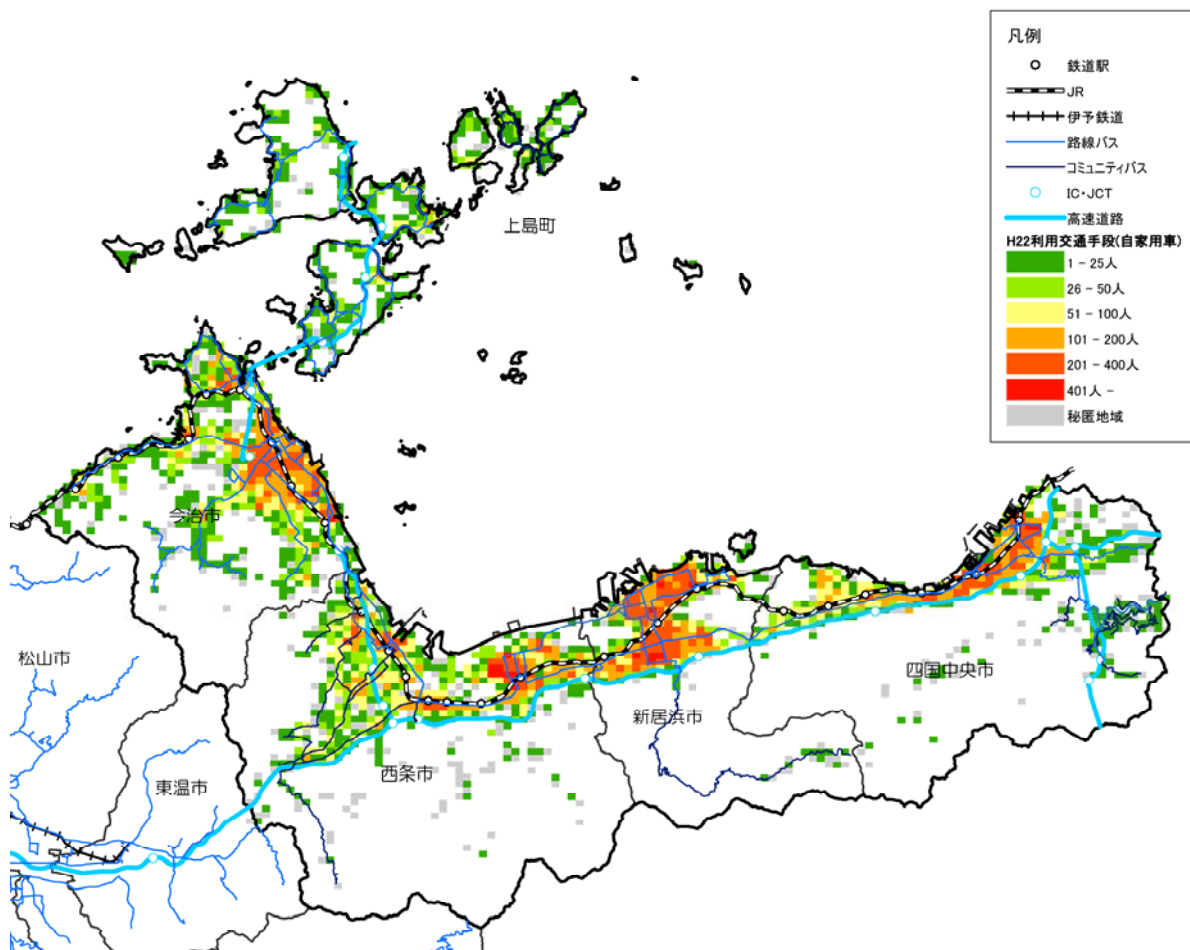 凡例
鉄道駅
JR
伊予鉄道
路線バス
コミュニティバス
IC・JCT
高速道路
H22利用交通手段(自家用車)
1 - 25人
26 - 50人
51 - 100人
101 - 200人
201 - 400人
401人 -
秘匿地域
上島町
今治市
松山市
東温市
西条市
新居浜市
四国中央市